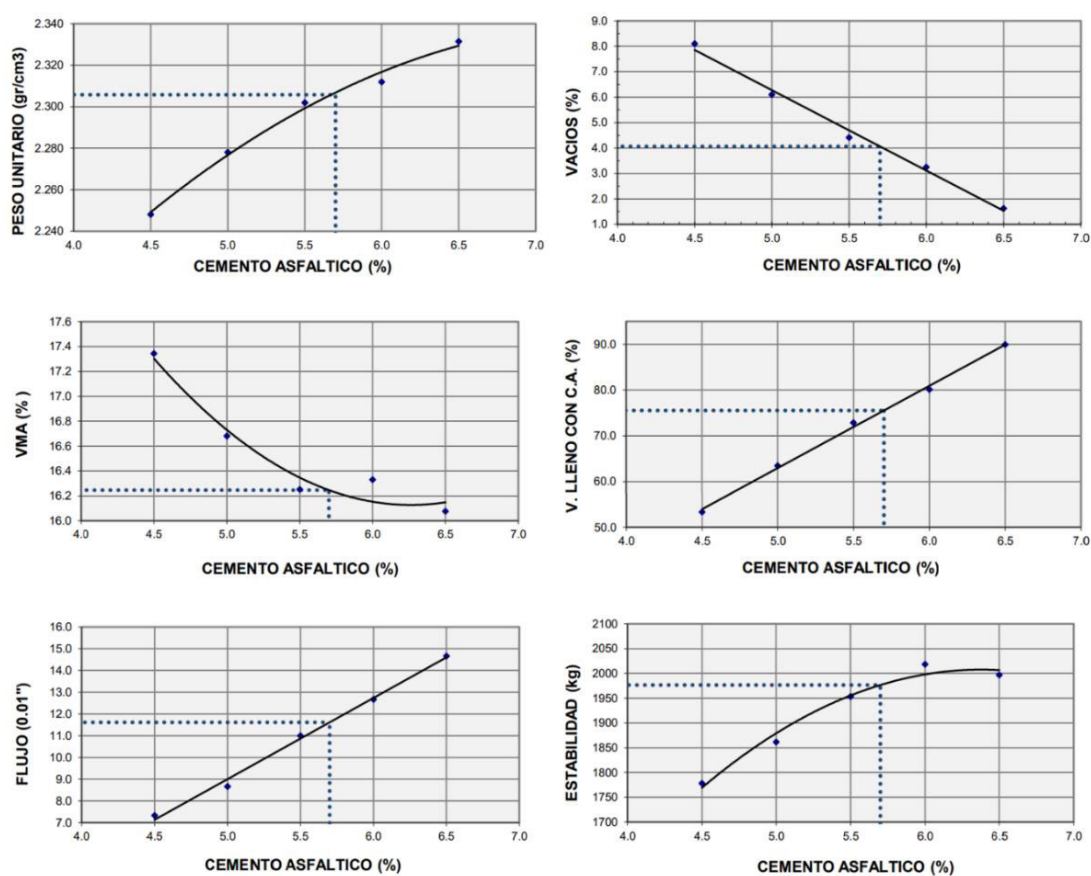 PESO UNITARIO (gr/cm3)
2.340
2.320
2.300
2.280
2.260
2.240
4.0 4.5 5.0 5.5 6.0 6.5 7.0
CEMENTO ASFALTICO (%)
VACIOS (%)
9.0
8.0
7.0
6.0
5.0
4.0
3.0
2.0
1.0
4.0 4.5 5.0 5.5 6.0 6.5 7.0
CEMENTO ASFALTICO (%)
VMA (% )
17.6
17.4
17.2
17.0
16.8
16.6
16.4
16.2
16.0
4.0 4.5 5.0 5.5 6.0 6.5 7.0
CEMENTO ASFALTICO (%)
V. LLENO CON C.A. (%)
90.0
80.0
70.0
60.0
50.0
4.0 4.5 5.0 5.5 6.0 6.5 7.0
CEMENTO ASFALTICO (%)
FLUJO (0.01")
16.0
15.0
14.0
13.0
12.0
11.0
10.0
9.0
8.0
7.0
4.0 4.5 5.0 5.5 6.0 6.5 7.0
CEMENTO ASFALTICO (%)
ESTABILIDAD (kg)
2100
2050
2000
1950
1900
1850
1800
1750
1700
4.0 4.5 5.0 5.5 6.0 6.5 7.0
CEMENTO ASFALTICO (%)